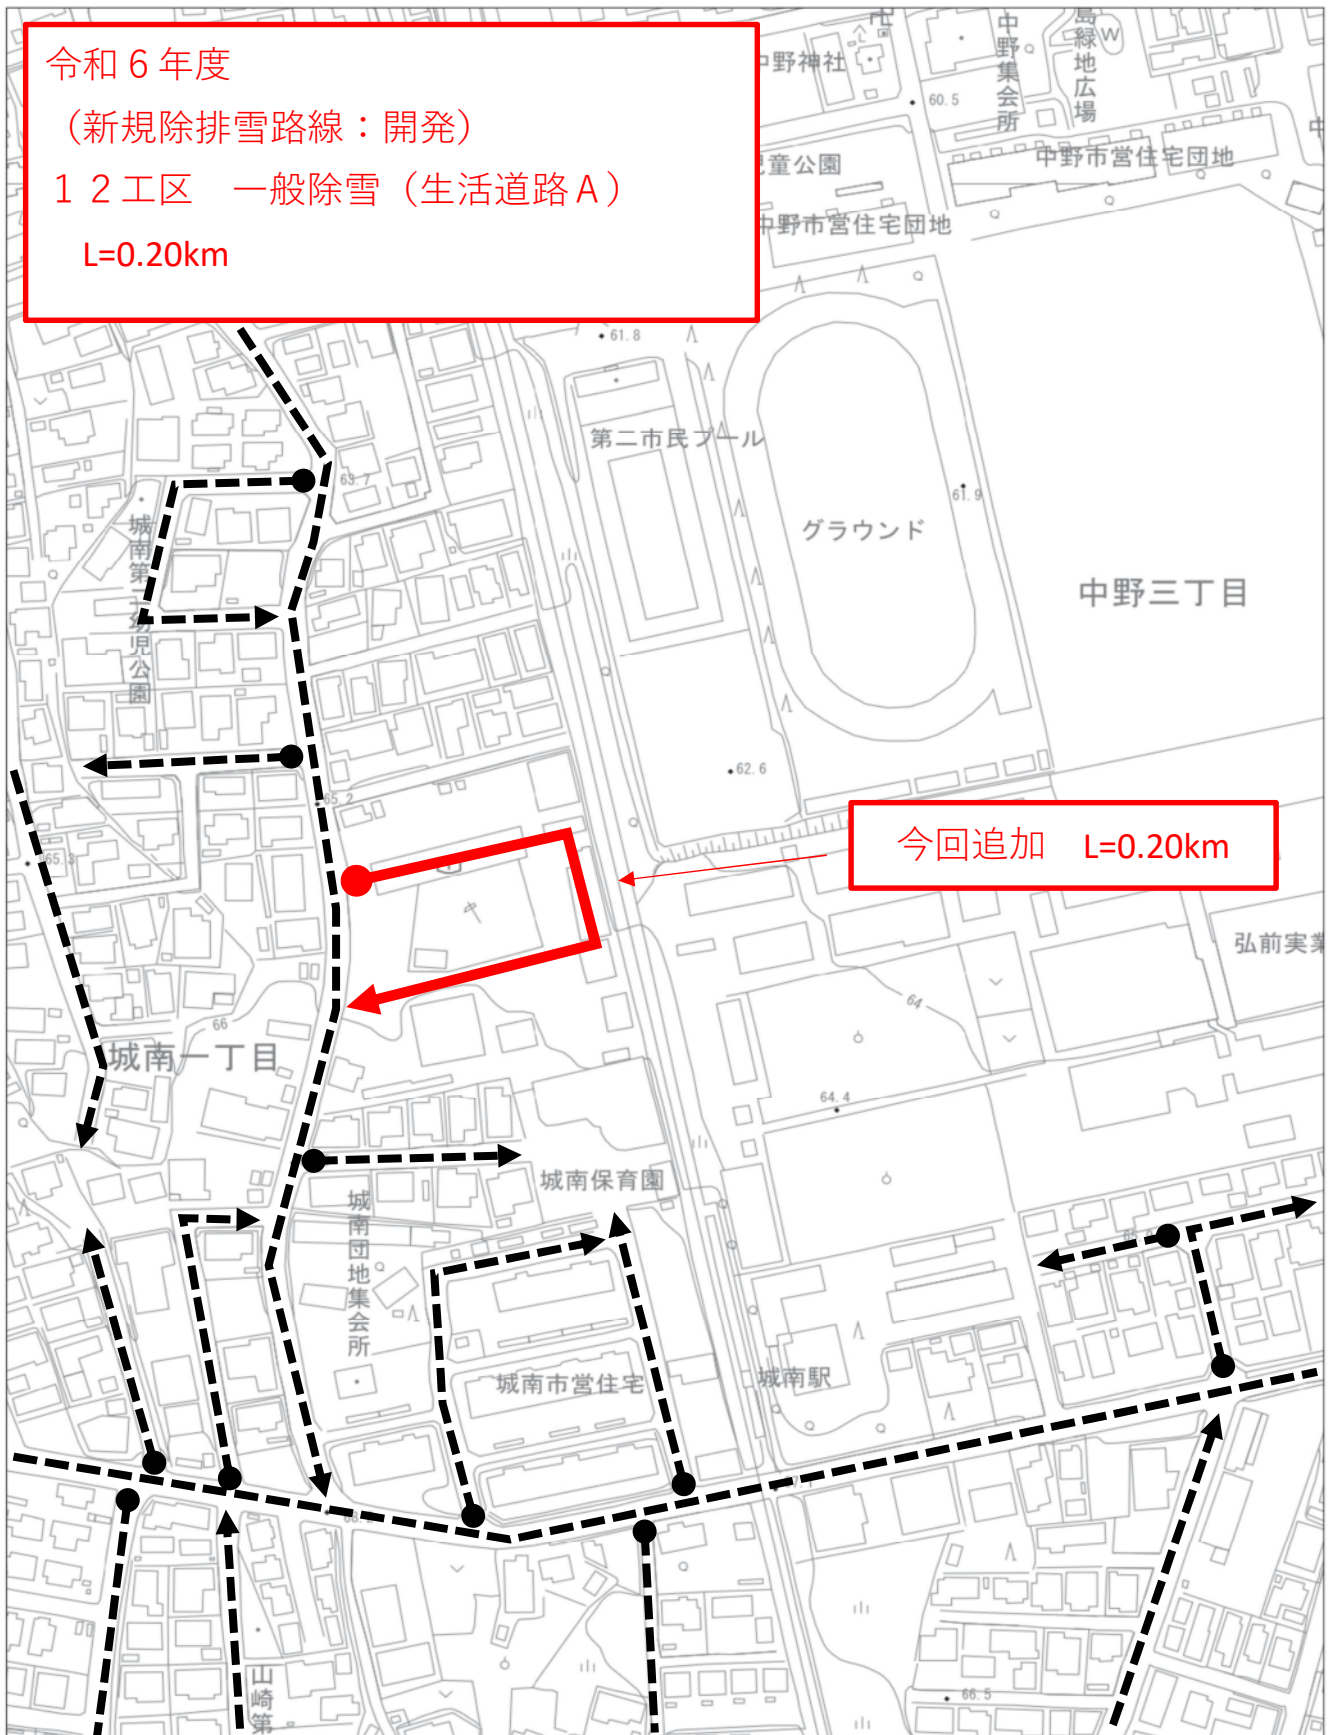 令和６年度
（新規除排雪路線：開発）
１２工区　一般除雪（生活道路Ａ）
L=0.20km
中野神社
中野集会所
島緑地広場
W
60.5
児童公園
中野市営住宅団地
中野市営住宅団地
61.8
第二市民プール
63.7
61.9
グラウンド
城南第二幼児公園
中野三丁目
62.6
65.2
65.3
今回追加　L=0.20km
弘前実業
64
66
城南一丁目
64.4
城南保育園
城南団地集会所
城南市営住宅
城南駅
66.5
山崎第